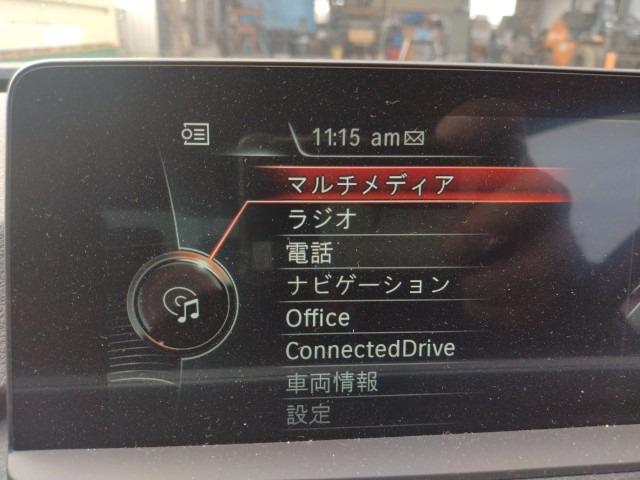 11:15 am
マルチメディア
ラジオ
電話
ナビゲーション
Office
ConnectedDrive
車両情報
設定